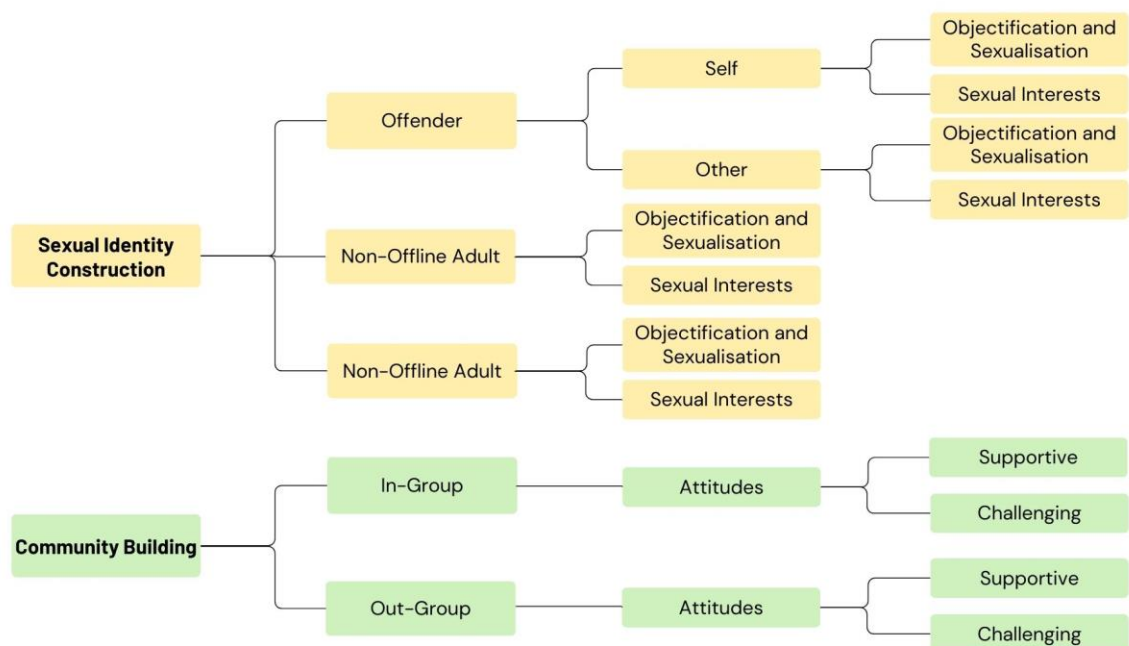 Sexual Identity
Construction
Offender
Self
Objectification and
Sexualisation
Sexual Interests
Other
Objectification and
Sexualisation
Sexual Interests
Non-Offline Adult
Objectification and
Sexualisation
Sexual Interests
Non-Offline Adult
Objectification and
Sexualisation
Sexual Interests
Community Building
In-Group
Attitudes
Supportive
Challenging
Out-Group
Attitudes
Supportive
Challenging